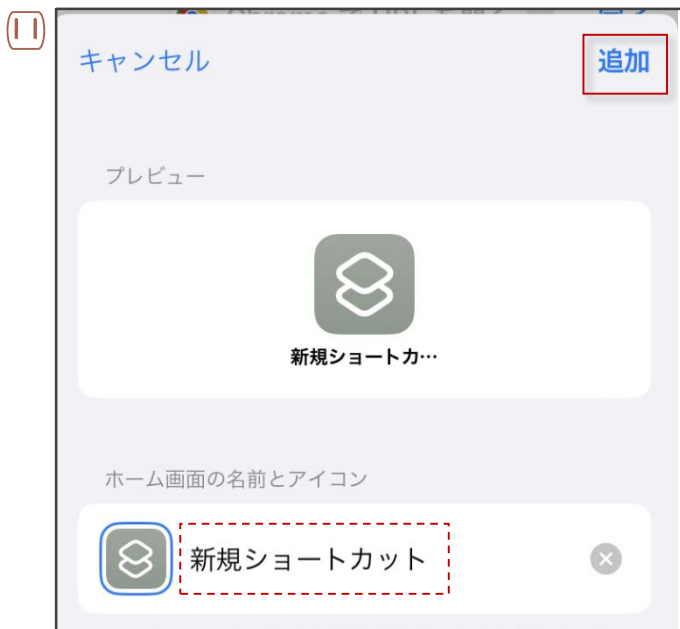 (11)
キャンセル
追加
プレビュー
新規ショートカ…
ホーム画面の名前とアイコン
新規ショートカット